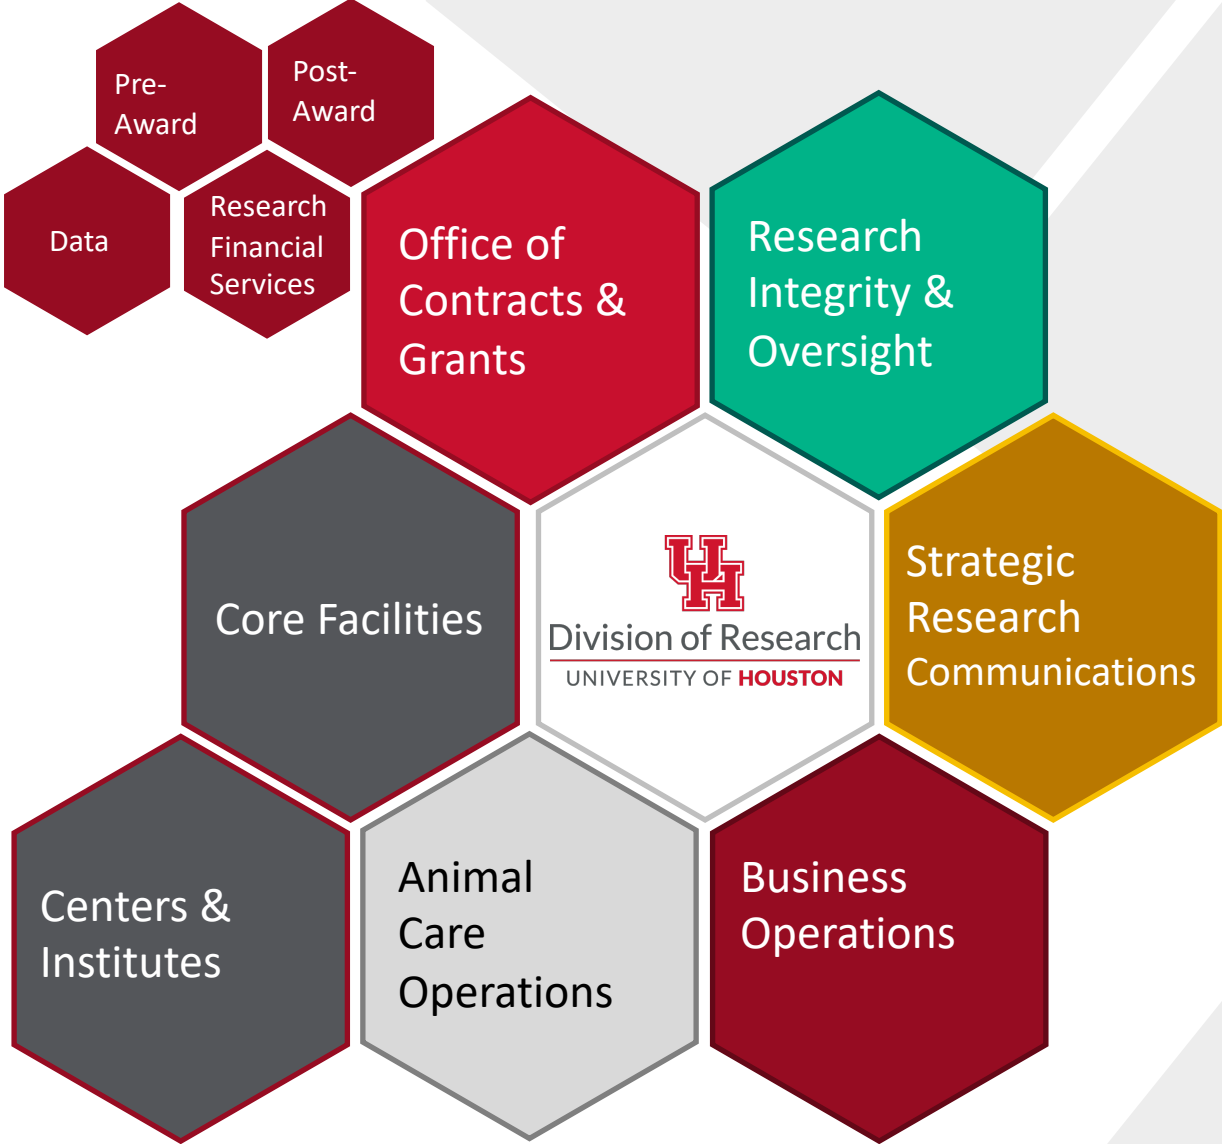 Pre-
Award
Post-
Award
Data
Research
Financial
Services
Office of
Contracts &
Grants
Research
Integrity &
Oversight
Core Facilities
UH
Division of Research
UNIVERSITY OF HOUSTON
Strategic
Research
Communications
Centers &
Institutes
Animal
Care
Operations
Business
Operations